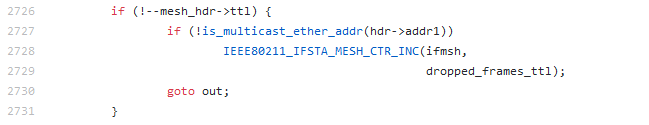 2726 if (!--mesh_hdr->ttl) {
2727 if (!is_multicast_ether_addr(hdr->addr1))
2728 IEEE80211_IFSTA_MESH_CTR_INC(ifmsh,
2729 dropped_frames_ttl);
2730 goto out;
2731 }